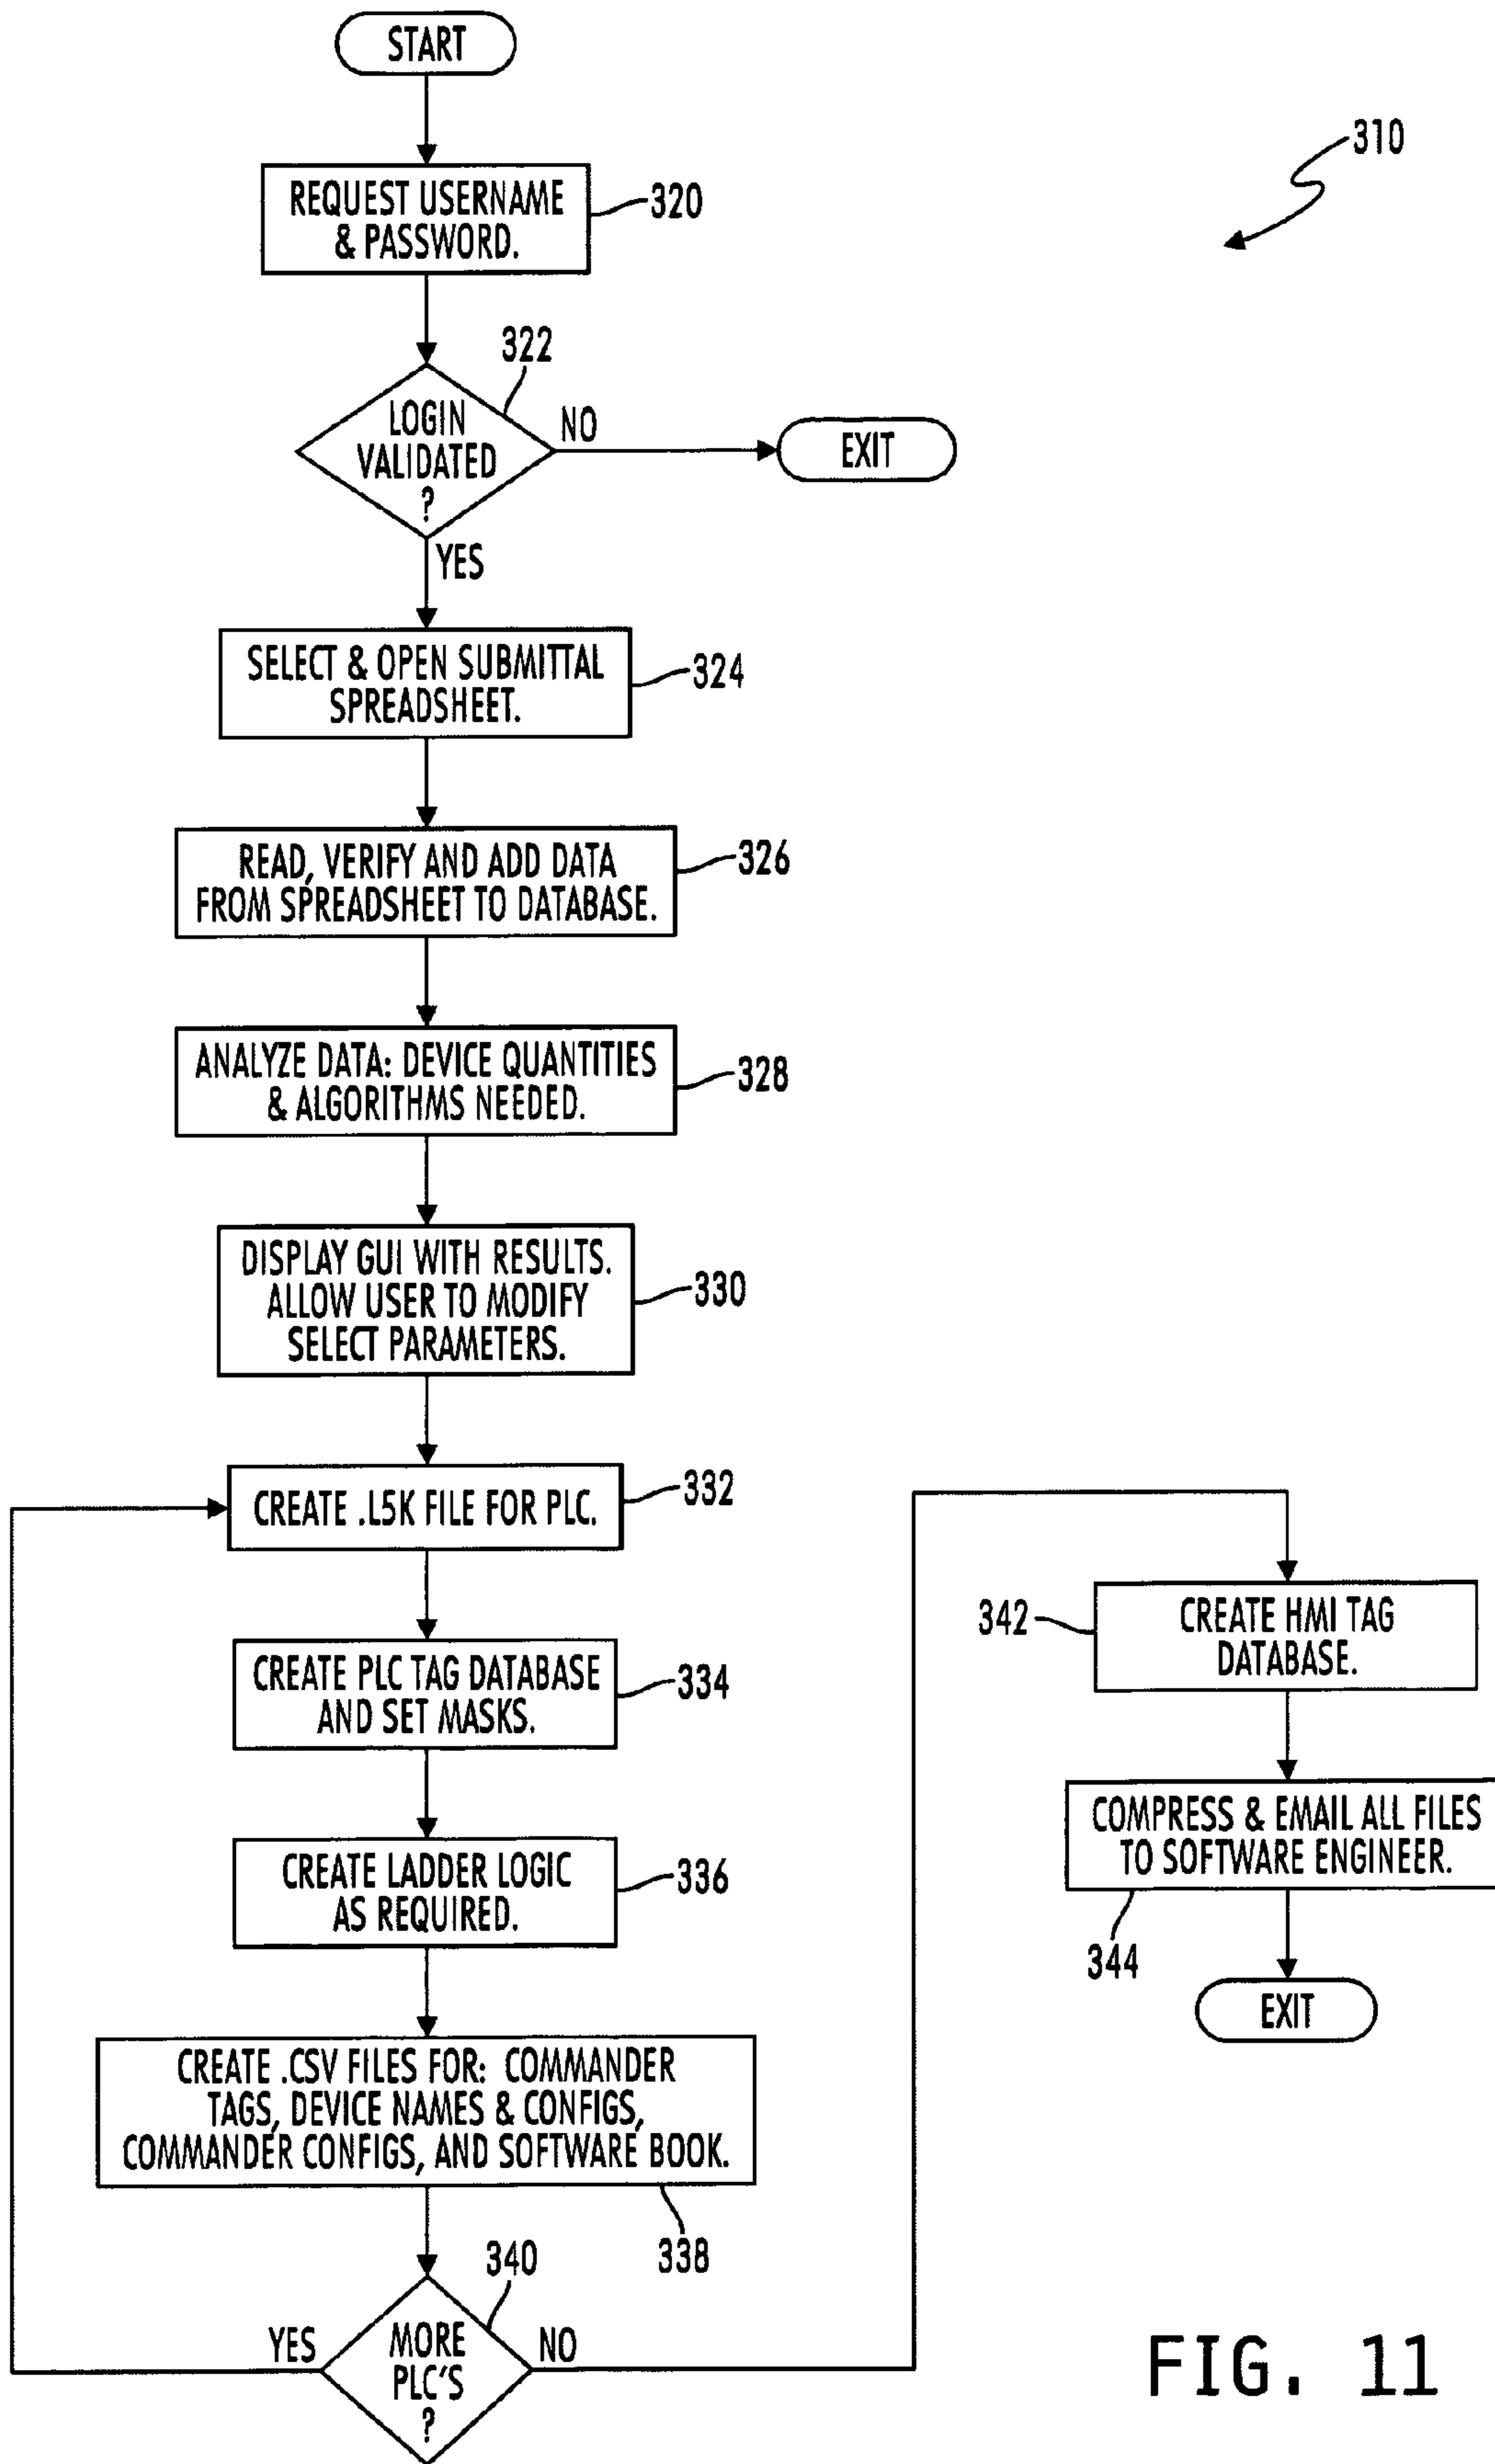 START
310
REQUEST USERNAME
& PASSWORD.
320
322
LOGIN
VALIDATED
?
NO
EXIT
YES
SELECT & OPEN SUBMITTAL
SPREADSHEET.
324
READ, VERIFY AND ADD DATA
FROM SPREADSHEET TO DATABASE.
326
ANALYZE DATA: DEVICE QUANTITIES
& ALGORITHMS NEEDED.
328
DISPLAY GUI WITH RESULTS.
ALLOW USER TO MODIFY
SELECT PARAMETERS.
330
CREATE .L5K FILE FOR PLC.
332
CREATE PLC TAG DATABASE
AND SET MASKS.
334
CREATE LADDER LOGIC
AS REQUIRED.
336
CREATE .CSV FILES FOR: COMMANDER
TAGS, DEVICE NAMES & CONFIGS,
COMMANDER CONFIGS, AND SOFTWARE BOOK.
338
340
YES
MORE
PLC'S
?
NO
342
CREATE HMI TAG
DATABASE.
COMPRESS & EMAIL ALL FILES
TO SOFTWARE ENGINEER.
344
EXIT
FIG. 11